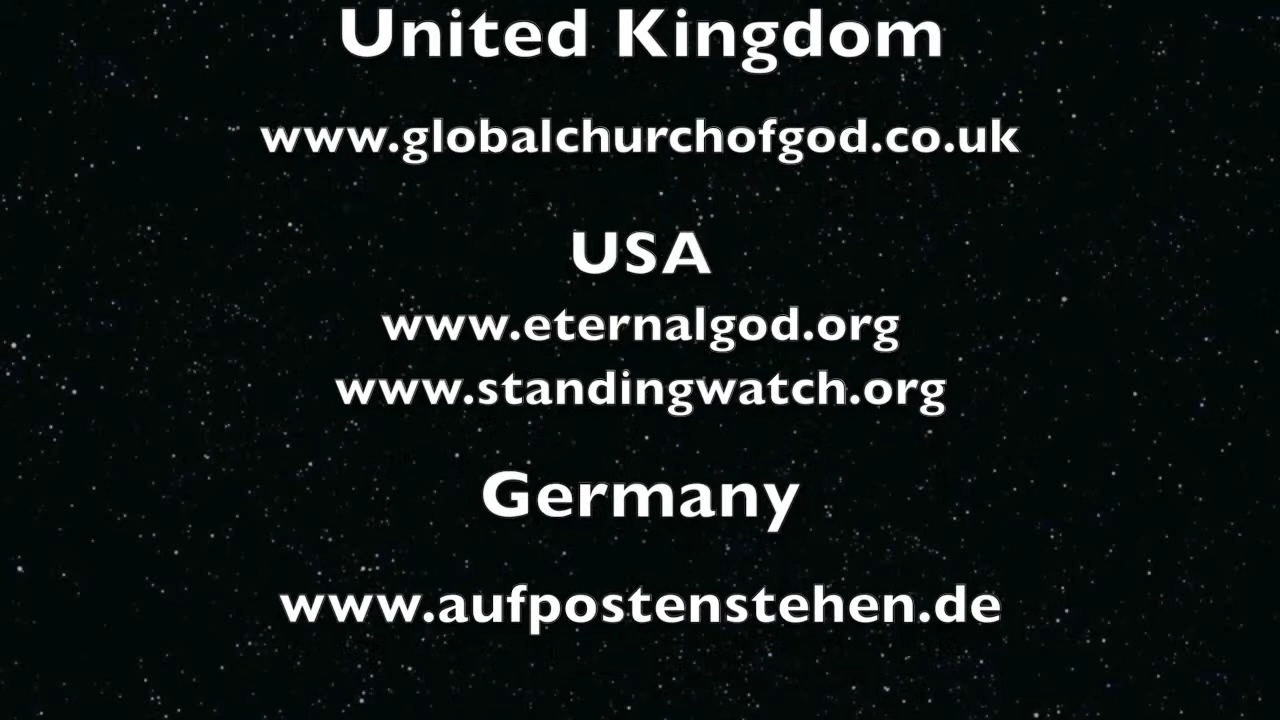 United Kingdom
www.globalchurchofgod.co.uk
USA
www.eternalgod.org
www.standingwatch.org
Germany
www.aufpostenstehen.de